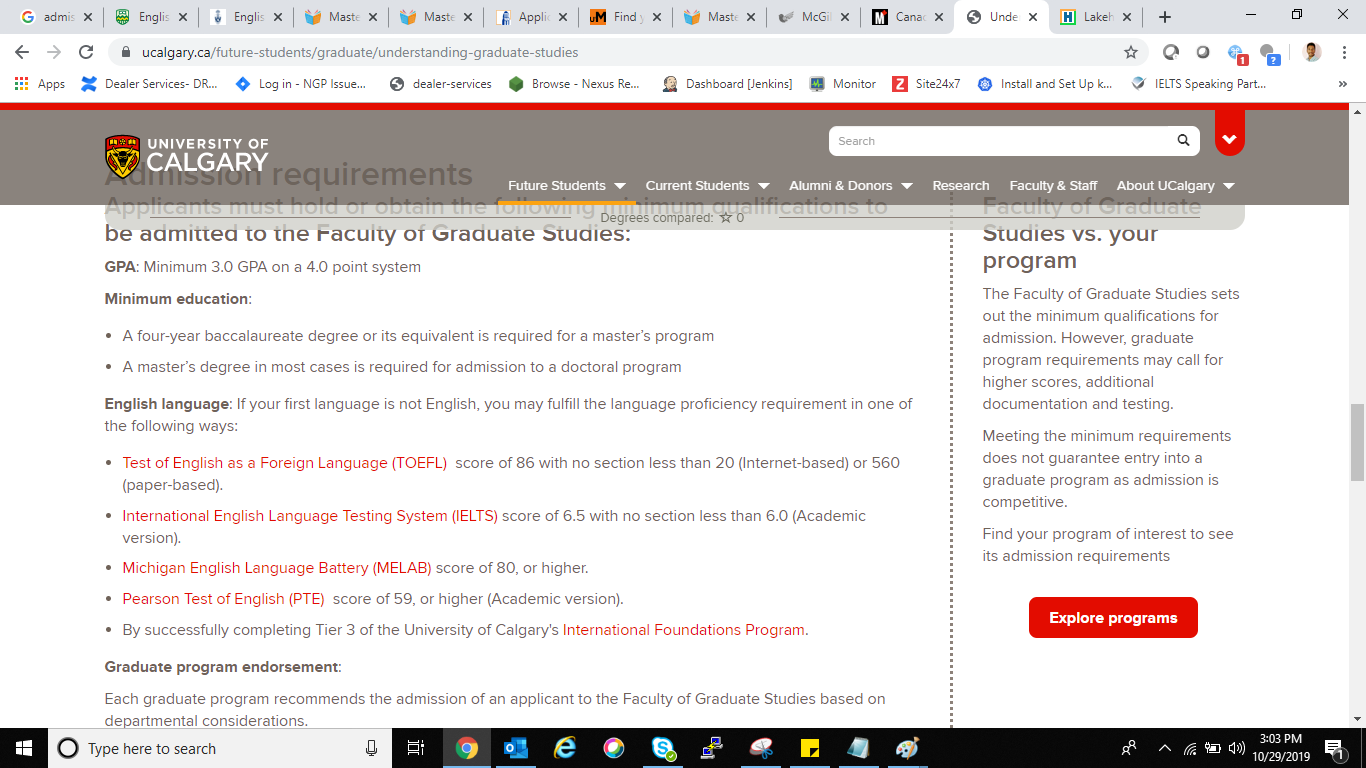 admis
Englis
Englis
Maste
Maste
Applic
Find y
Maste
McGil
Canac
Unde
Lakeh
ucalgary.ca/future-students/graduate/understanding-graduate-studies
1
?
Apps
Dealer Services- DR...
Log in - NGP Issue...
dealer-services
Browse - Nexus Re...
Dashboard [Jenkins]
Monitor
Site24x7
Install and Set Up k...
IELTS Speaking Part...
»
UNIVERSITY OF
CALGARY
Search
Admission requirements
Future Students
Current Students
Alumni & Donors
Research
Faculty & Staff
About UCalgary
Degrees compared: ☆ 0
Applicants must hold or obtain the following minimum qualifications to
be admitted to the Faculty of Graduate Studies:
GPA: Minimum 3.0 GPA on a 4.0 point system
Minimum education:
• A four-year baccalaureate degree or its equivalent is required for a master's program
• A master's degree in most cases is required for admission to a doctoral program
English language: If your first language is not English, you may fulfill the language proficiency requirement in one of
the following ways:
• Test of English as a Foreign Language (TOEFL) score of 86 with no section less than 20 (Internet-based) or 560
(paper-based).
• International English Language Testing System (IELTS) score of 6.5 with no section less than 6.0 (Academic
version).
• Michigan English Language Battery (MELAB) score of 80, or higher.
• Pearson Test of English (PTE) score of 59, or higher (Academic version).
• By successfully completing Tier 3 of the University of Calgary's International Foundations Program.
Graduate program endorsement:
Each graduate program recommends the admission of an applicant to the Faculty of Graduate Studies based on
departmental considerations.
Faculty of Graduate
Studies vs. your
program
The Faculty of Graduate Studies sets
out the minimum qualifications for
admission. However, graduate
program requirements may call for
higher scores, additional
documentation and testing.
Meeting the minimum requirements
does not guarantee entry into a
graduate program as admission is
competitive.
Find your program of interest to see
its admission requirements
Explore programs
Type here to search
3:03 PM
10/29/2019
1